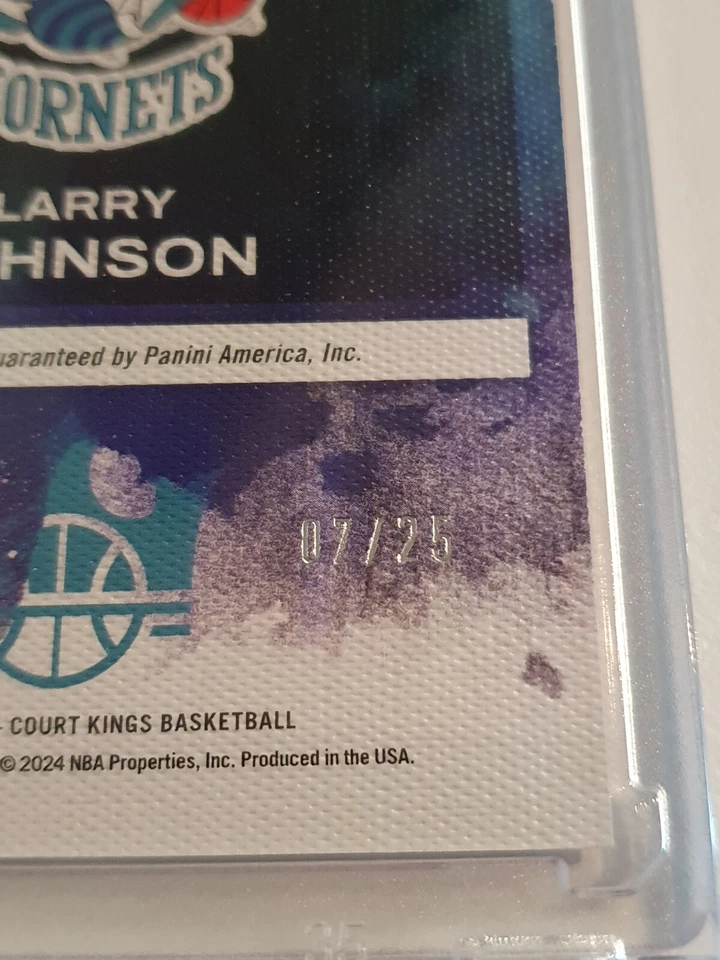 ORNETS
LARRY
HNSON
uaranteed by Panini America, Inc.
07/25
- COURT KINGS BASKETBALL
© 2024 NBA Properties, Inc. Produced in the USA.